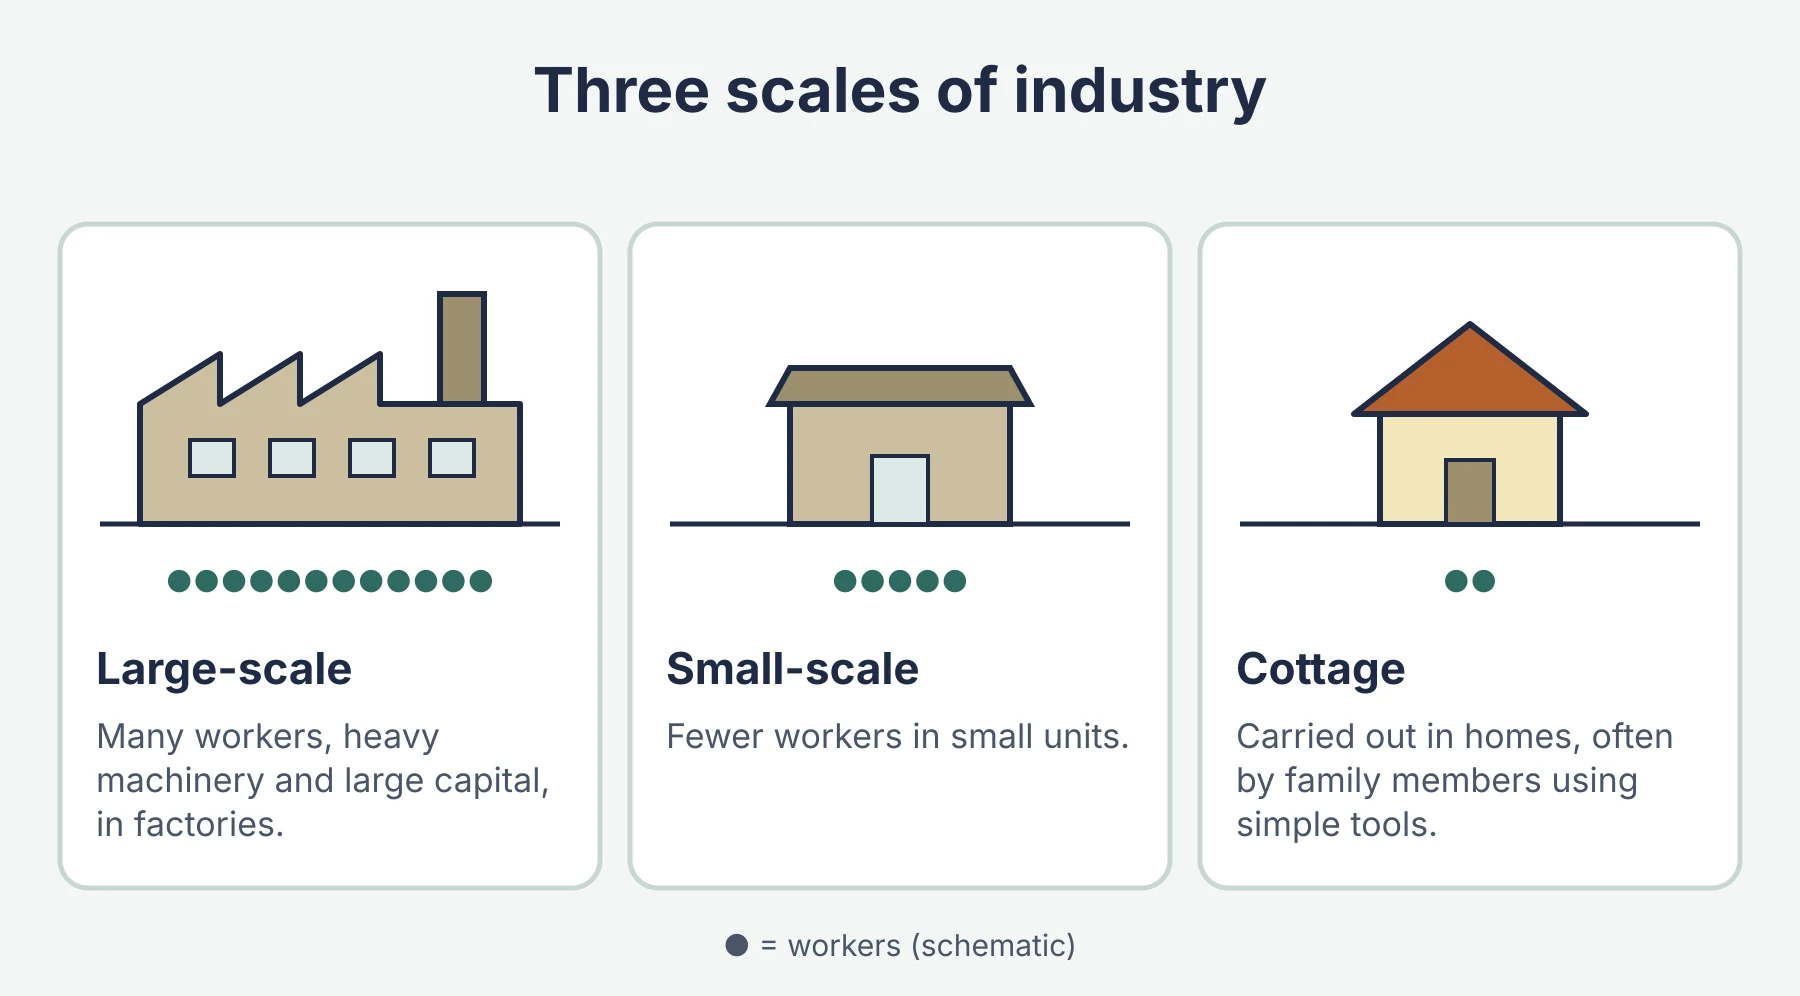 Three scales of industry
Large-scale
Many workers, heavy
machinery and large capital,
in factories.
Small-scale
Fewer workers in small units.
Cottage
Carried out in homes, often
by family members using
simple tools.
= workers (schematic)